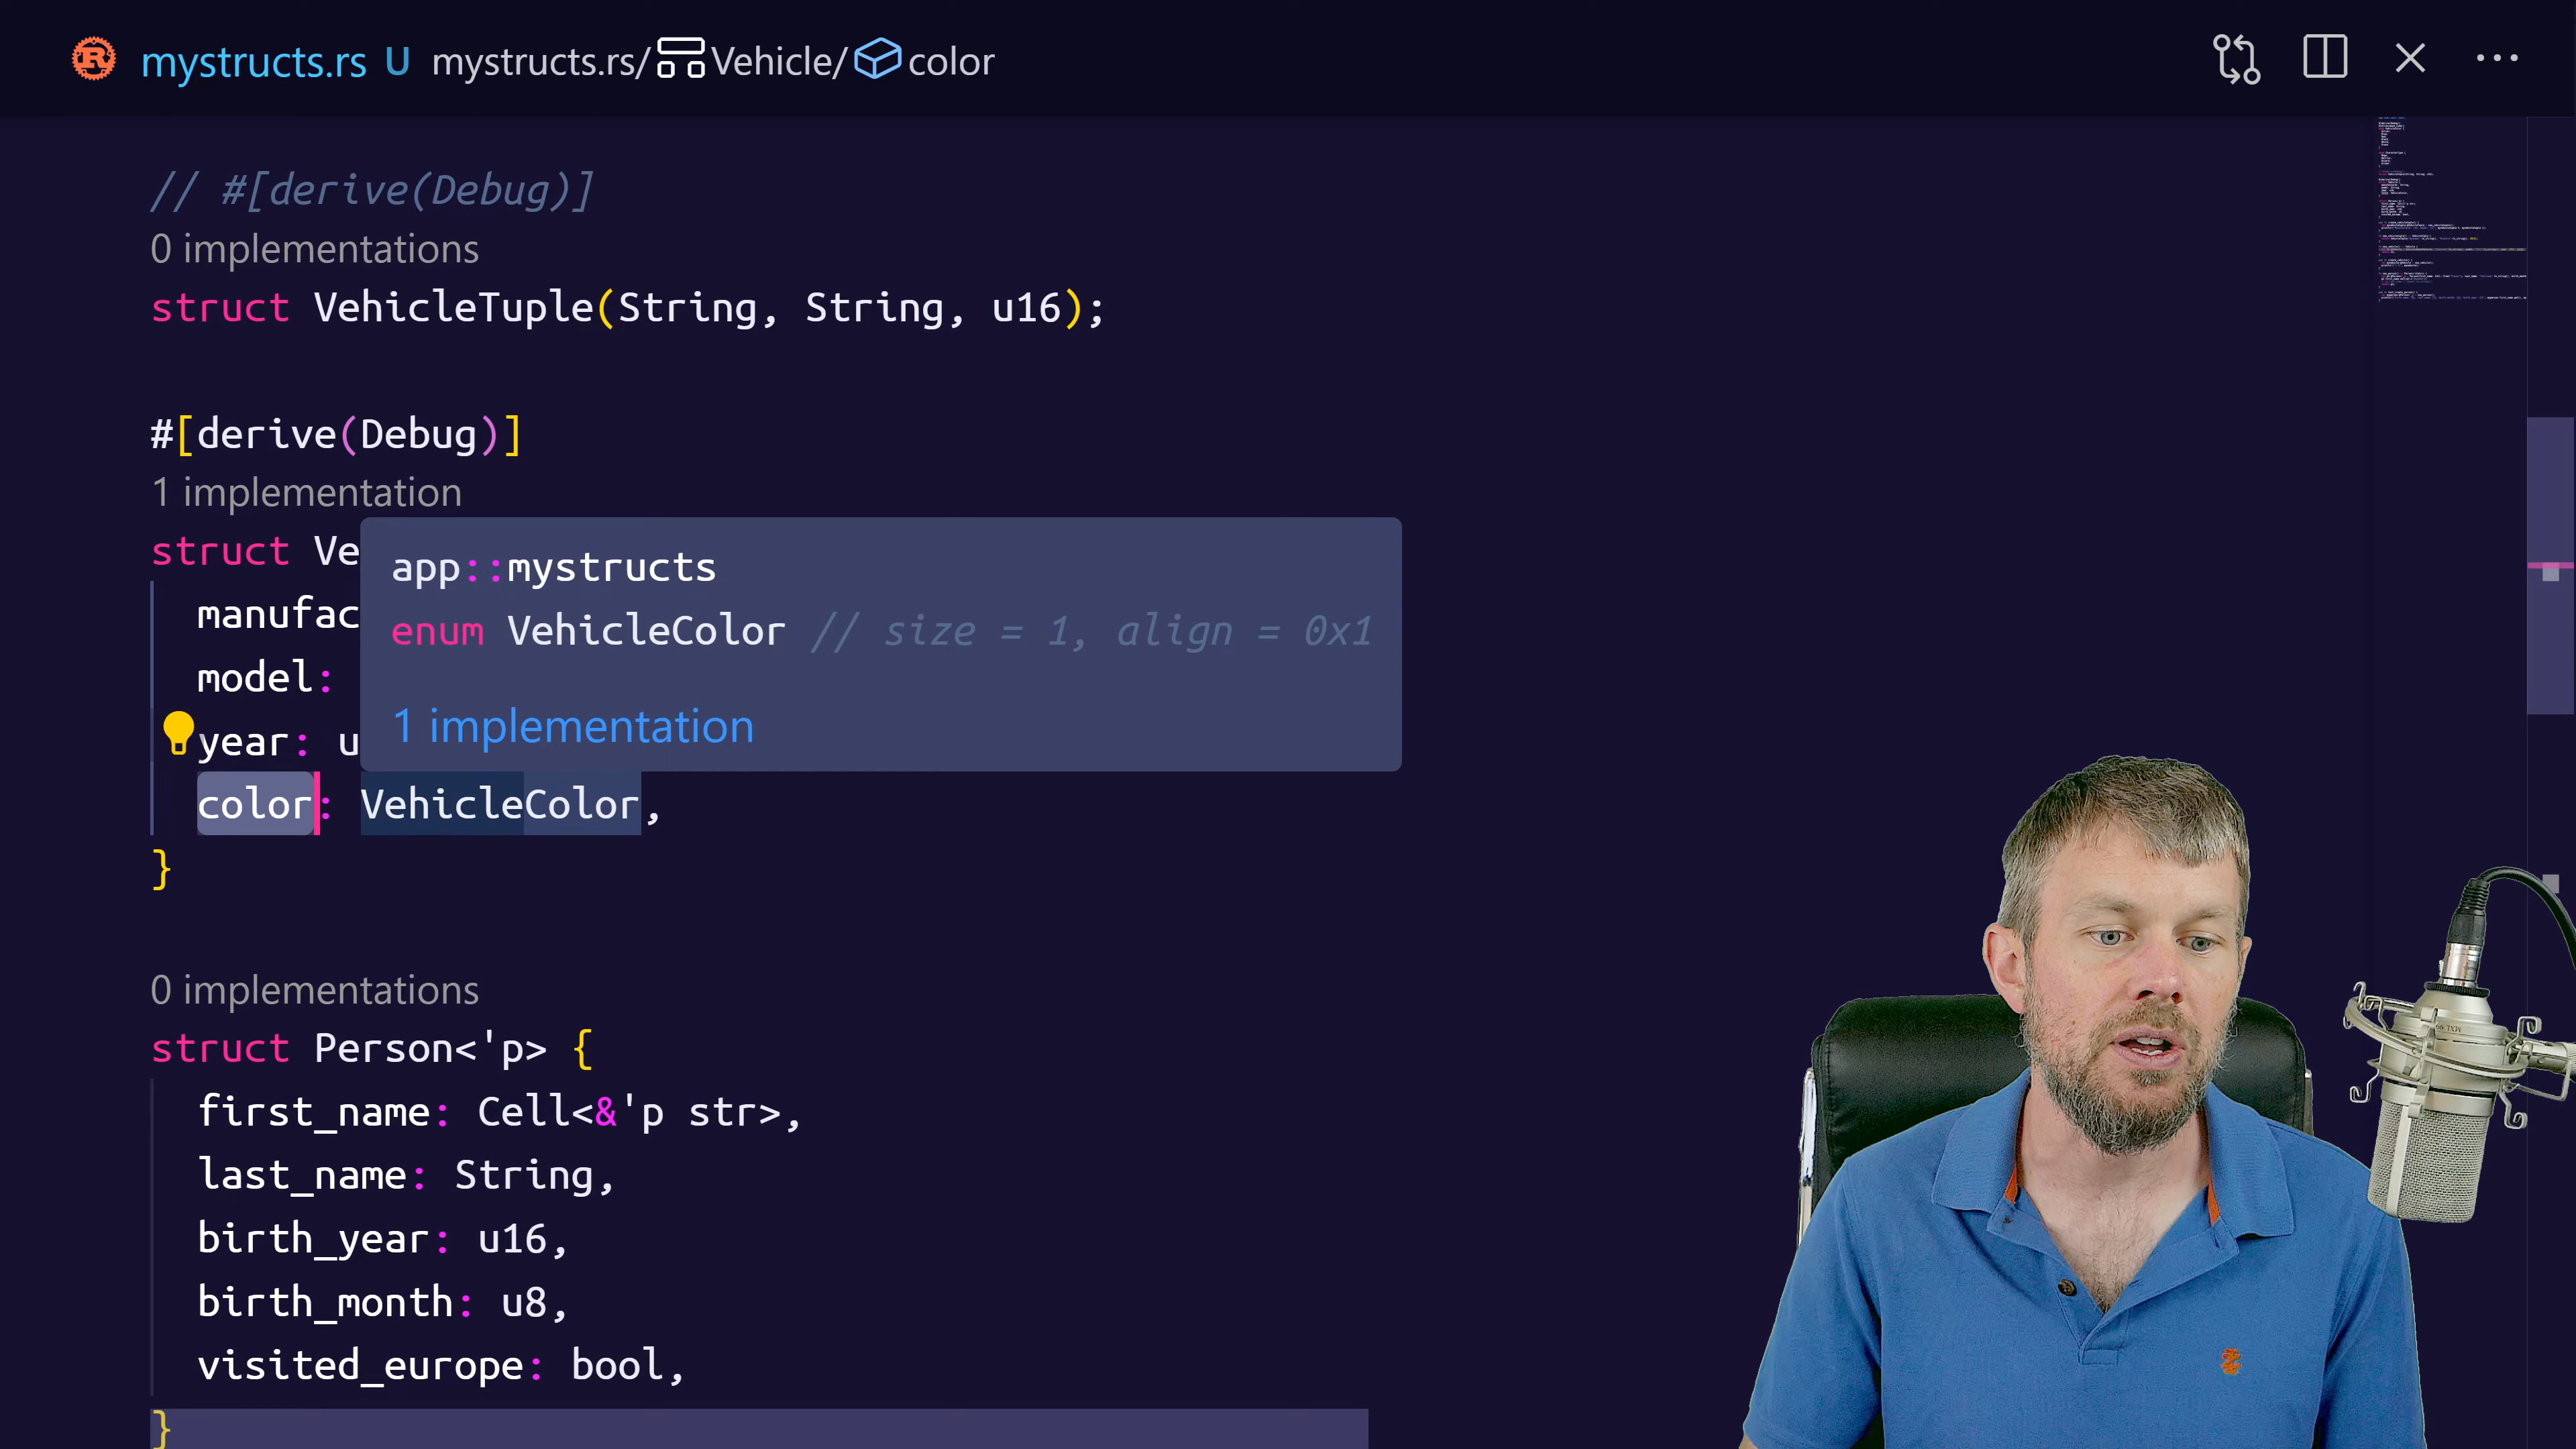 mystructs.rs U mystructs.rs/Vehicle/color
// #[derive(Debug)]
0 implementations
struct VehicleTuple(String, String, u16);
#[derive(Debug)]
1 implementation
struct Ve
app::mystructs
enum VehicleColor // size = 1, align = 0x1
1 implementation
manufac
model:
year: u
color: VehicleColor,
}
0 implementations
struct Person<'p> {
first_name: Cell<&'p str>,
last_name: String,
birth_year: u16,
birth_month: u8,
visited_europe: bool,
}